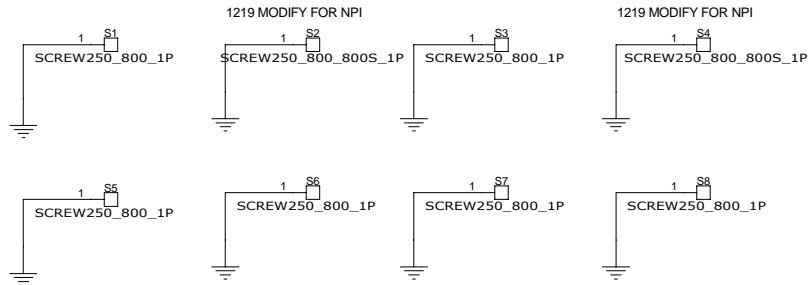 1219 MODIFY FOR NPI
1219 MODIFY FOR NPI
1 S1
SCREW250_800_1P
1 S2
SCREW250_800_800S_1P
1 S3
SCREW250_800_1P
1 S4
SCREW250_800_800S_1P
1 S5
SCREW250_800_1P
1 S6
SCREW250_800_1P
1 S7
SCREW250_800_1P
1 S8
SCREW250_800_1P